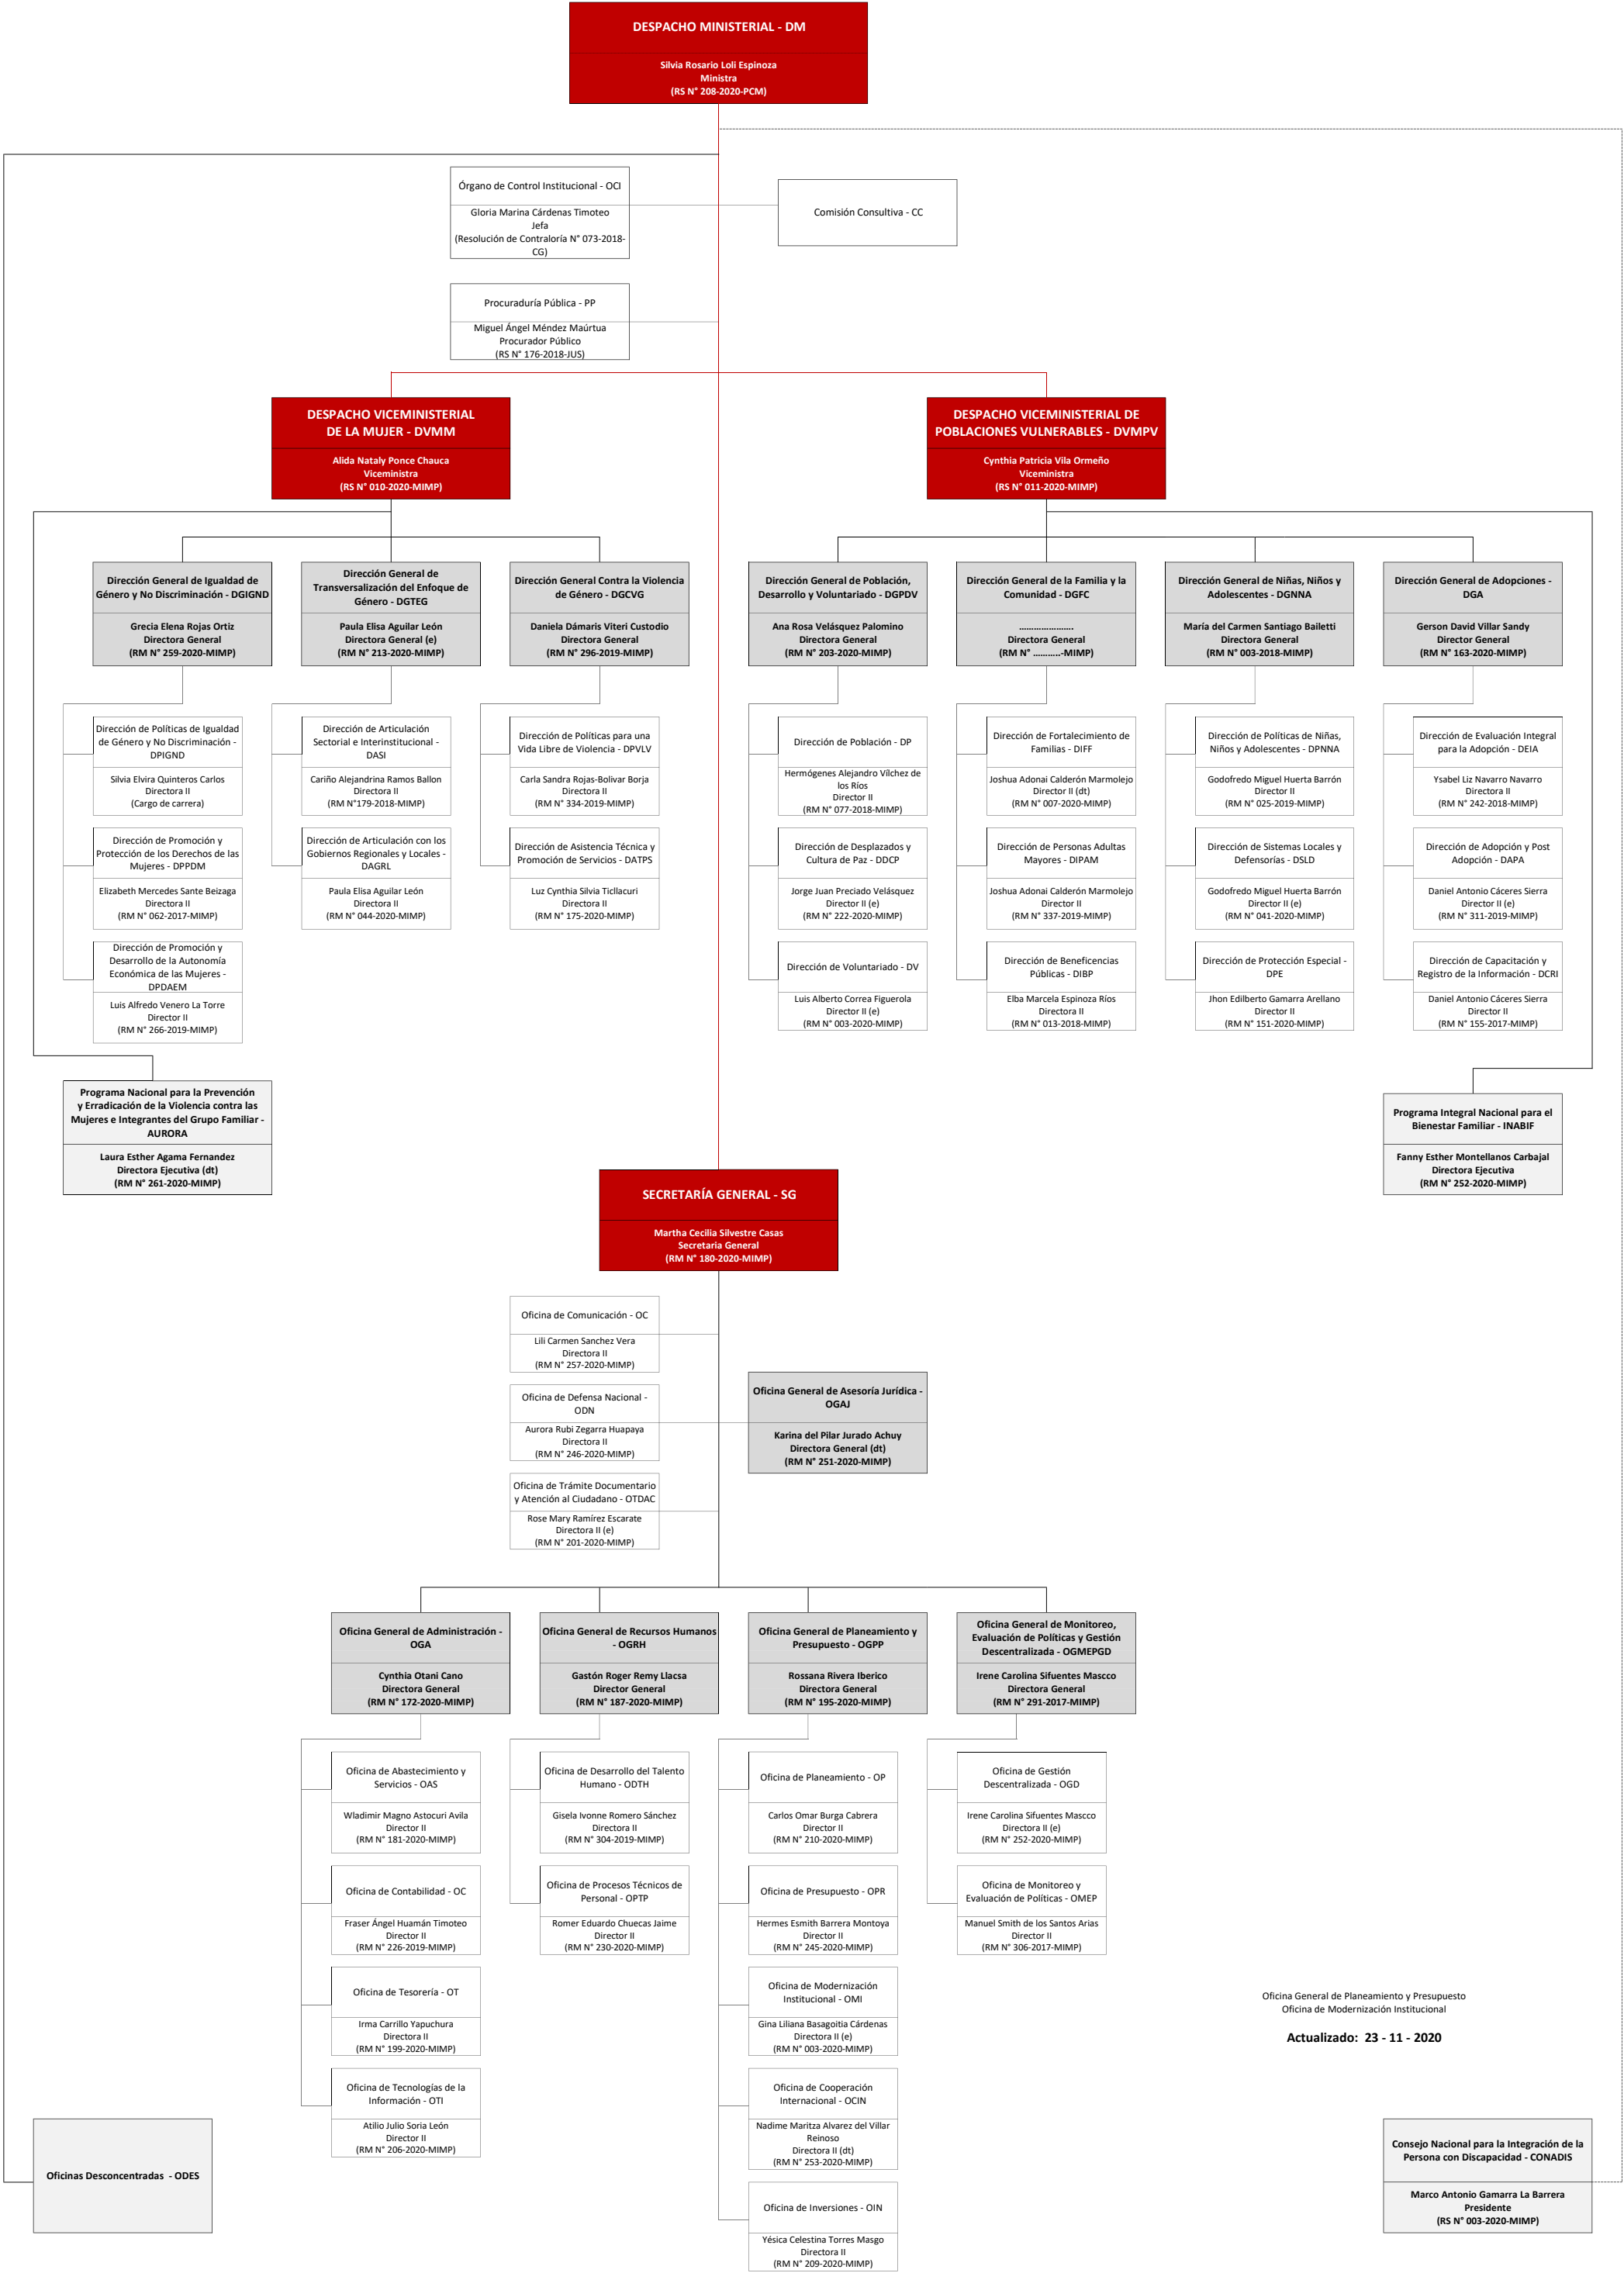 DESPACHO MINISTERIAL - DM
Silvia Rosario Loli Espinoza
Ministra
(RS N° 208-2020-PCM)
Órgano de Control Institucional - OCI
Gloria Marina Cárdenas Timoteo
Jefa
(Resolución de Contraloría N° 073-2018-
CG)
Comisión Consultiva - CC
Procuraduría Pública - PP
Miguel Ángel Méndez Maúrtua
Procurador Público
(RS N° 176-2018-JUS)
DESPACHO VICEMINISTERIAL
DE LA MUJER - DVMM
Alida Nataly Ponce Chauca
Viceministra
(RS N° 010-2020-MIMP)
DESPACHO VICEMINISTERIAL DE
POBLACIONES VULNERABLES - DVMPV
Cynthia Patricia Vila Ormeño
Viceministra
(RS N° 011-2020-MIMP)
Dirección General de Igualdad de
Género y No Discriminación - DGIGND
Grecia Elena Rojas Ortiz
Directora General
(RM N° 259-2020-MIMP)
Dirección General de
Transversalización del Enfoque de
Género - DGTEG
Paula Elisa Aguilar León
Directora General (e)
(RM N° 213-2020-MIMP)
Dirección General Contra la Violencia
de Género - DGCVG
Daniela Dámaris Viteri Custodio
Directora General
(RM N° 296-2019-MIMP)
Dirección General de Población,
Desarrollo y Voluntariado - DGPDV
Ana Rosa Velásquez Palomino
Directora General
(RM N° 203-2020-MIMP)
Dirección General de la Familia y la
Comunidad - DGFC
.....................
Directora General
(RM N° ...........-MIMP)
Dirección General de Niñas, Niños y
Adolescentes - DGNNA
María del Carmen Santiago Bailetti
Directora General
(RM N° 003-2018-MIMP)
Dirección General de Adopciones -
DGA
Gerson David Villar Sandy
Director General
(RM N° 163-2020-MIMP)
Dirección de Políticas de Igualdad
de Género y No Discriminación -
DPIGND
Silvia Elvira Quinteros Carlos
Directora II
(Cargo de carrera)
Dirección de Articulación
Sectorial e Interinstitucional -
DASI
Cariño Alejandrina Ramos Ballon
Directora II
(RM N°179-2018-MIMP)
Dirección de Políticas para una
Vida Libre de Violencia - DPVLV
Carla Sandra Rojas-Bolivar Borja
Directora II
(RM N° 334-2019-MIMP)
Dirección de Población - DP
Hermógenes Alejandro Vílchez de
los Ríos
Director II
(RM N° 077-2018-MIMP)
Dirección de Fortalecimiento de
Familias - DIFF
Joshua Adonai Calderón Marmolejo
Director II (dt)
(RM N° 007-2020-MIMP)
Dirección de Políticas de Niñas,
Niños y Adolescentes - DPNNA
Godofredo Miguel Huerta Barrón
Director II
(RM N° 025-2019-MIMP)
Dirección de Evaluación Integral
para la Adopción - DEIA
Ysabel Liz Navarro Navarro
Directora II
(RM N° 242-2018-MIMP)
Dirección de Promoción y
Protección de los Derechos de las
Mujeres - DPPDM
Elizabeth Mercedes Sante Beizaga
Directora II
(RM N° 062-2017-MIMP)
Dirección de Articulación con los
Gobiernos Regionales y Locales -
DAGRL
Paula Elisa Aguilar León
Directora II
(RM N° 044-2020-MIMP)
Dirección de Asistencia Técnica y
Promoción de Servicios - DATPS
Luz Cynthia Silvia Ticllacuri
Directora II
(RM N° 175-2020-MIMP)
Dirección de Desplazados y
Cultura de Paz - DDCP
Jorge Juan Preciado Velásquez
Director II (e)
(RM N° 222-2020-MIMP)
Dirección de Personas Adultas
Mayores - DIPAM
Joshua Adonai Calderón Marmolejo
Director II
(RM N° 337-2019-MIMP)
Dirección de Sistemas Locales y
Defensorías - DSLD
Godofredo Miguel Huerta Barrón
Director II (e)
(RM N° 041-2020-MIMP)
Dirección de Adopción y Post
Adopción - DAPA
Daniel Antonio Cáceres Sierra
Director II (e)
(RM N° 311-2019-MIMP)
Dirección de Promoción y
Desarrollo de la Autonomía
Económica de las Mujeres -
DPDAEM
Luis Alfredo Venero La Torre
Director II
(RM N° 266-2019-MIMP)
Dirección de Voluntariado - DV
Luis Alberto Correa Figuerola
Director II (e)
(RM N° 003-2020-MIMP)
Dirección de Beneficencias
Públicas - DIBP
Elba Marcela Espinoza Ríos
Directora II
(RM N° 013-2018-MIMP)
Dirección de Protección Especial -
DPE
Jhon Edilberto Gamarra Arellano
Director II
(RM N° 151-2020-MIMP)
Dirección de Capacitación y
Registro de la Información - DCRI
Daniel Antonio Cáceres Sierra
Director II
(RM N° 155-2017-MIMP)
Programa Nacional para la Prevención
y Erradicación de la Violencia contra las
Mujeres e Integrantes del Grupo Familiar -
AURORA
Laura Esther Agama Fernandez
Directora Ejecutiva (dt)
(RM N° 261-2020-MIMP)
Programa Integral Nacional para el
Bienestar Familiar - INABIF
Fanny Esther Montellanos Carbajal
Directora Ejecutiva
(RM N° 252-2020-MIMP)
SECRETARÍA GENERAL - SG
Martha Cecilia Silvestre Casas
Secretaria General
(RM N° 180-2020-MIMP)
Oficina de Comunicación - OC
Lili Carmen Sanchez Vera
Directora II
(RM N° 257-2020-MIMP)
Oficina de Defensa Nacional -
ODN
Aurora Rubi Zegarra Huapaya
Directora II
(RM N° 246-2020-MIMP)
Oficina General de Asesoría Jurídica -
OGAJ
Karina del Pilar Jurado Achuy
Directora General (dt)
(RM N° 251-2020-MIMP)
Oficina de Trámite Documentario
y Atención al Ciudadano - OTDAC
Rose Mary Ramírez Escarate
Directora II (e)
(RM N° 201-2020-MIMP)
Oficina General de Administración -
OGA
Cynthia Otani Cano
Directora General
(RM N° 172-2020-MIMP)
Oficina General de Recursos Humanos
- OGRH
Gastón Roger Remy Llacsa
Director General
(RM N° 187-2020-MIMP)
Oficina General de Planeamiento y
Presupuesto - OGPP
Rossana Rivera Iberico
Directora General
(RM N° 195-2020-MIMP)
Oficina General de Monitoreo,
Evaluación de Políticas y Gestión
Descentralizada - OGMEPGD
Irene Carolina Sifuentes Mascco
Directora General
(RM N° 291-2017-MIMP)
Oficina de Abastecimiento y
Servicios - OAS
Wladimir Magno Astocuri Avila
Director II
(RM N° 181-2020-MIMP)
Oficina de Desarrollo del Talento
Humano - ODTH
Gisela Ivonne Romero Sánchez
Directora II
(RM N° 304-2019-MIMP)
Oficina de Planeamiento - OP
Carlos Omar Burga Cabrera
Director II
(RM N° 210-2020-MIMP)
Oficina de Gestión
Descentralizada - OGD
Irene Carolina Sifuentes Mascco
Directora II (e)
(RM N° 252-2020-MIMP)
Oficina de Contabilidad - OC
Fraser Ángel Huamán Timoteo
Director II
(RM N° 226-2019-MIMP)
Oficina de Procesos Técnicos de
Personal - OPTP
Romer Eduardo Chuecas Jaime
Director II
(RM N° 230-2020-MIMP)
Oficina de Presupuesto - OPR
Hermes Esmith Barrera Montoya
Director II
(RM N° 245-2020-MIMP)
Oficina de Monitoreo y
Evaluación de Políticas - OMEP
Manuel Smith de los Santos Arias
Director II
(RM N° 306-2017-MIMP)
Oficina de Tesorería - OT
Irma Carrillo Yapuchura
Directora II
(RM N° 199-2020-MIMP)
Oficina de Modernización
Institucional - OMI
Gina Liliana Basagoitia Cárdenas
Directora II (e)
(RM N° 003-2020-MIMP)
Oficina General de Planeamiento y Presupuesto
Oficina de Modernización Institucional
Actualizado: 23 - 11 - 2020
Oficina de Tecnologías de la
Información - OTI
Atilio Julio Soria León
Director II
(RM N° 206-2020-MIMP)
Oficina de Cooperación
Internacional - OCIN
Nadime Maritza Alvarez del Villar
Reinoso
Directora II (dt)
(RM N° 253-2020-MIMP)
Oficinas Desconcentradas - ODES
Consejo Nacional para la Integración de la
Persona con Discapacidad - CONADIS
Marco Antonio Gamarra La Barrera
Presidente
(RS N° 003-2020-MIMP)
Oficina de Inversiones - OIN
Yésica Celestina Torres Masgo
Directora II
(RM N° 209-2020-MIMP)